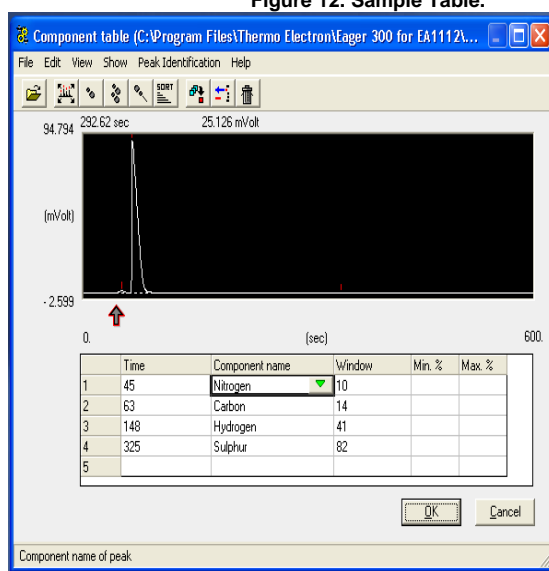 Figure 12. Sample Table.
Component table (C:\Program Files\Thermo Electron\Eager 300 for EA1112\...
File Edit View Show Peak Identification Help
SORT
292.62 sec 25.126 mVolt
94.794
(mVolt)
- 2.599
0. (sec) 600.
Time Component name Window Min. % Max. %
1 45 Nitrogen 10
2 63 Carbon 14
3 148 Hydrogen 41
4 325 Sulphur 82
5
OK Cancel
Component name of peak